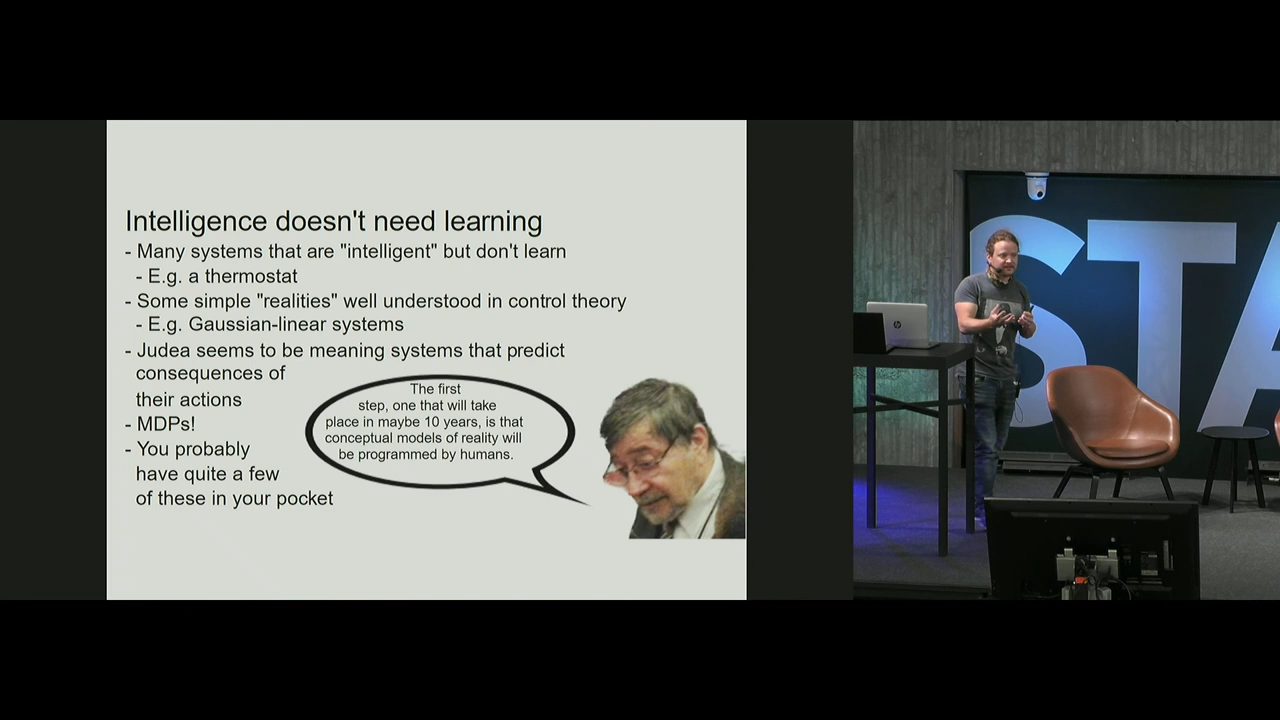 Intelligence doesn't need learning
- Many systems that are "intelligent" but don't learn
- E.g. a thermostat
- Some simple "realities" well understood in control theory
- E.g. Gaussian-linear systems
- Judea seems to be meaning systems that predict
consequences of
their actions
- MDPs!
- You probably
have quite a few
of these in your pocket
The first
step, one that will take
place in maybe 10 years, is that
conceptual models of reality will
be programmed by humans.
hp
STA